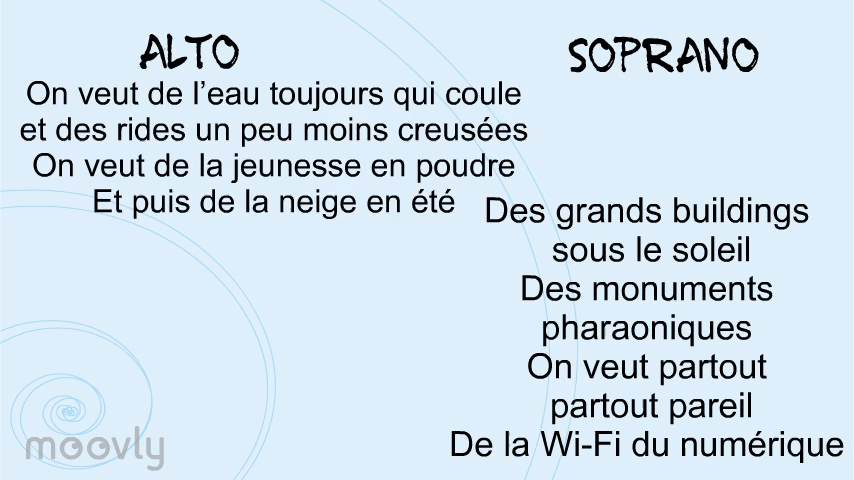 ALTO
On veut de l’eau toujours qui coule
et des rides un peu moins creusées
On veut de la jeunesse en poudre
Et puis de la neige en été
SOPRANO
Des grands buildings
sous le soleil
Des monuments
pharaoniques
On veut partout
partout pareil
De la Wi-Fi du numérique
moovly